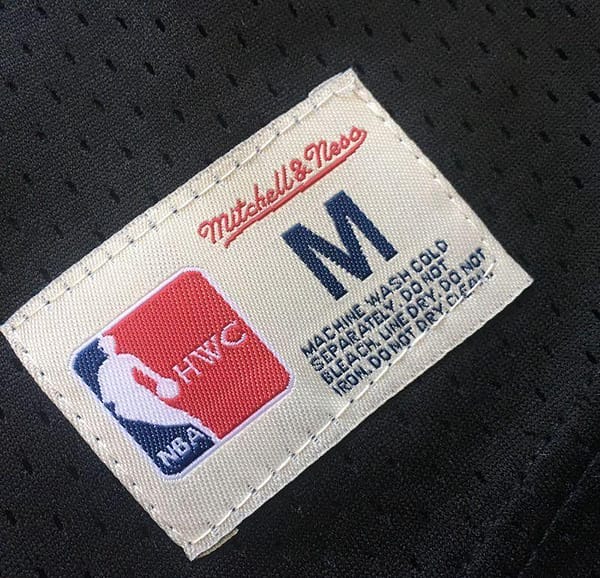 Mitchell & Ness
M
MACHINE WASH COLD
SEPARATELY, DO NOT
BLEACH, LINE DRY, DO NOT
IRON, DO NOT DRY CLEAN.
HWC
NBA